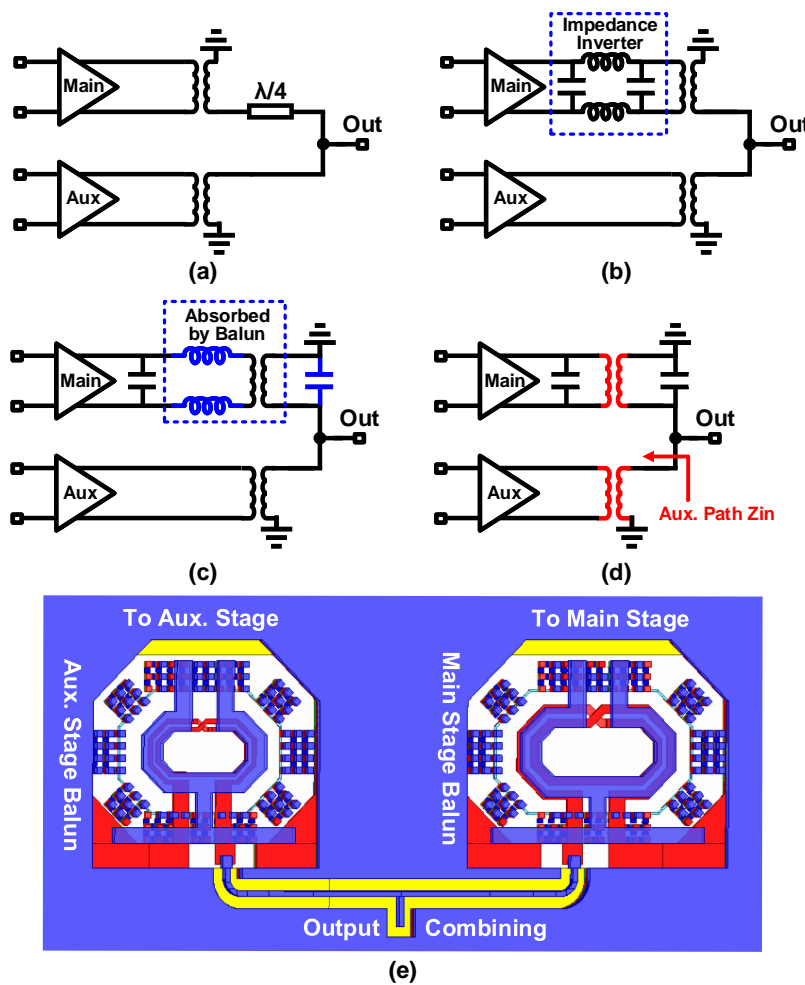 Main
λ/4
Out
Aux
(a)
Impedance
Inverter
Main
Out
Aux
(b)
Absorbed
by Balun
Main
Out
Aux
(c)
Main
Out
Aux
Aux. Path Zin
(d)
To Aux. Stage
To Main Stage
Aux. Stage Balun
Main Stage Balun
Output Combining
(e)